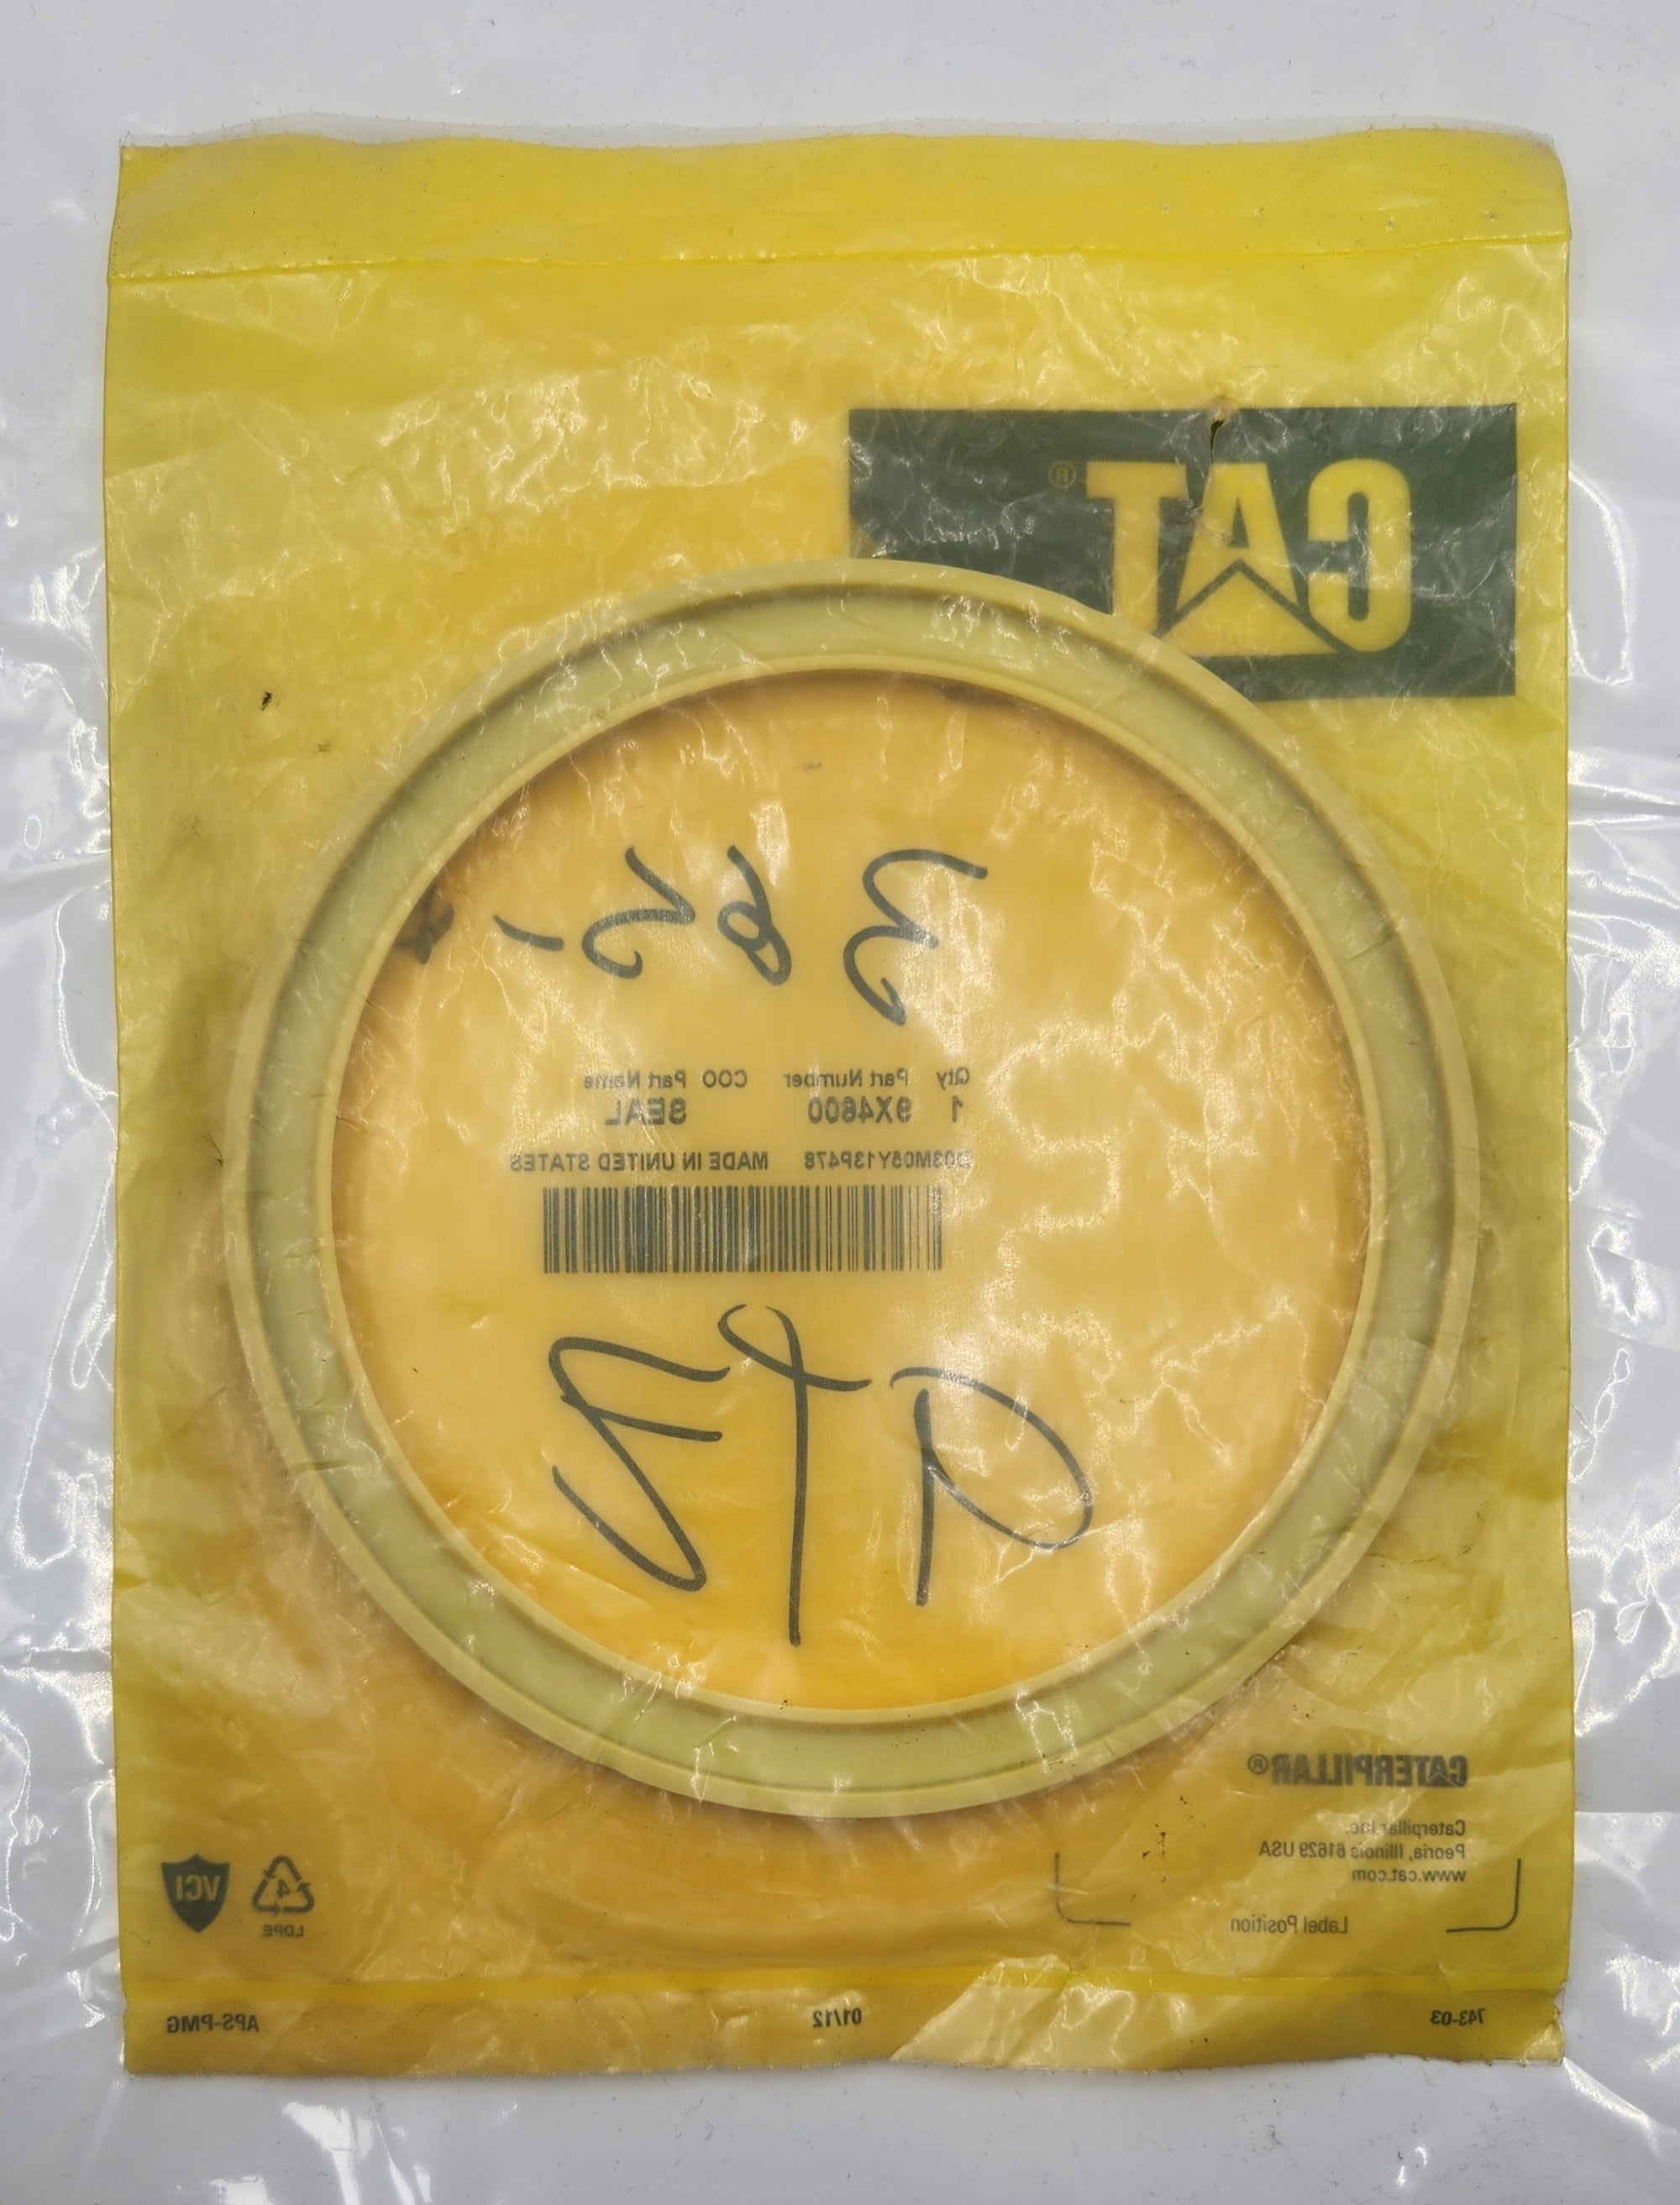 CAT®
385-
Qty Part Number COO Part Name
1 9X4600 SEAL
D03M05Y13P478 MADE IN UNITED STATES
CATERPILLAR®
Caterpillar Inc.
Peoria, Illinois 61629 USA
www.cat.com
Label Position
4
LDPE
VCI
743-03 01/12 APS-PMG